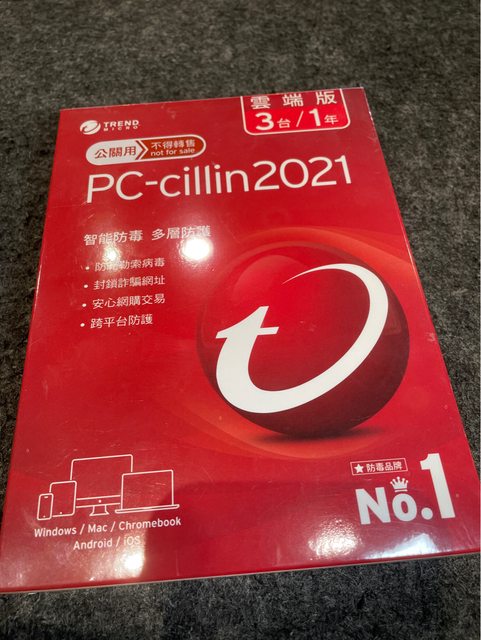 雲端版
3台/1年
TREND
MICRO
公關用
不得轉售
not for sale
PC-cillin2021
智能防毒 多層防護
• 防範勒索病毒
• 封鎖詐騙網址
• 安心網購交易
• 跨平台防護
防毒品牌
No.1
Windows / Mac / Chromebook
Android / iOS